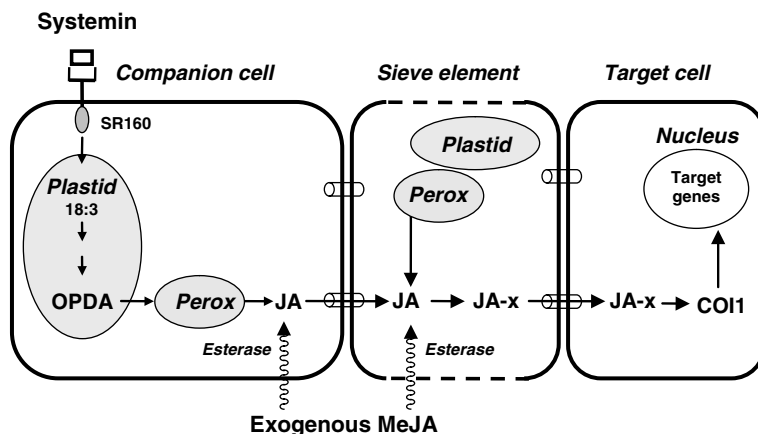 Systemin
Companion cell
Sieve element
Target cell
SR160
Plastid
18:3
OPDA
Perox
JA
Esterase
Plastid
Perox
JA
JA-x
Esterase
Nucleus
Target
genes
JA-x
COI1
Exogenous MeJA